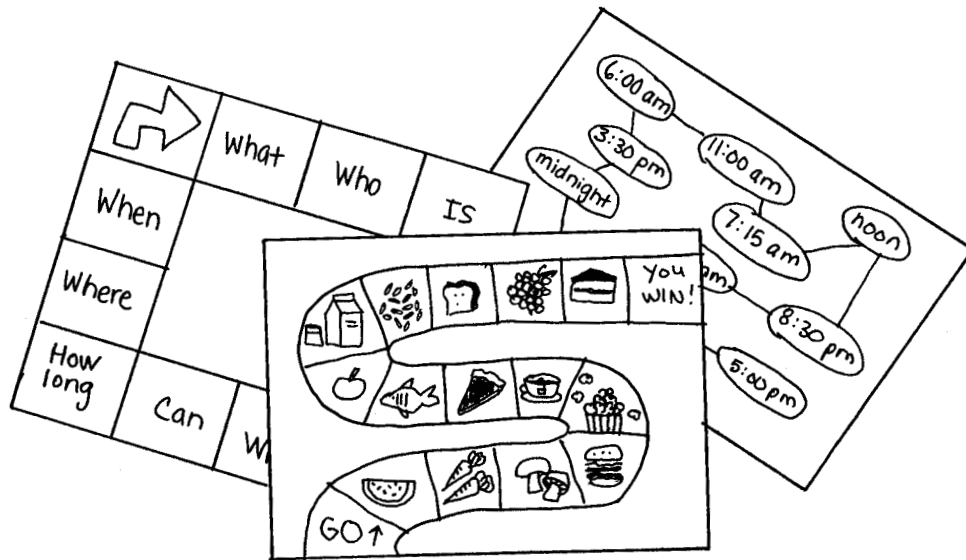 What
Who
IS
When
Where
How
long
Can
6:00 am
3:30 pm
midnight
11:00 am
7:15 am
noon
am
8:30 pm
5:00 pm
YOU
WIN!
GO ↑